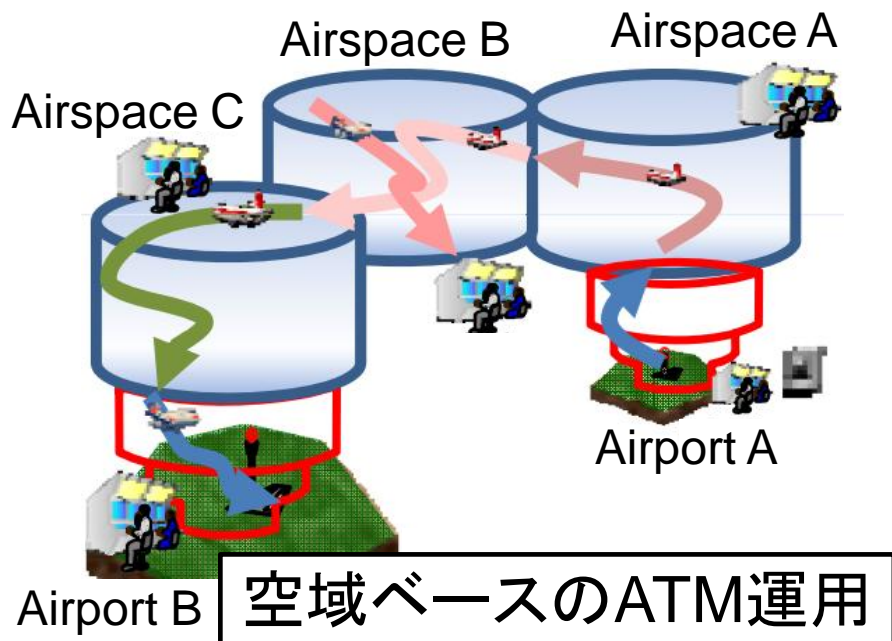 Airspace B
Airspace A
Airspace C
Airport A
Airport B
空域ベースのATM運用